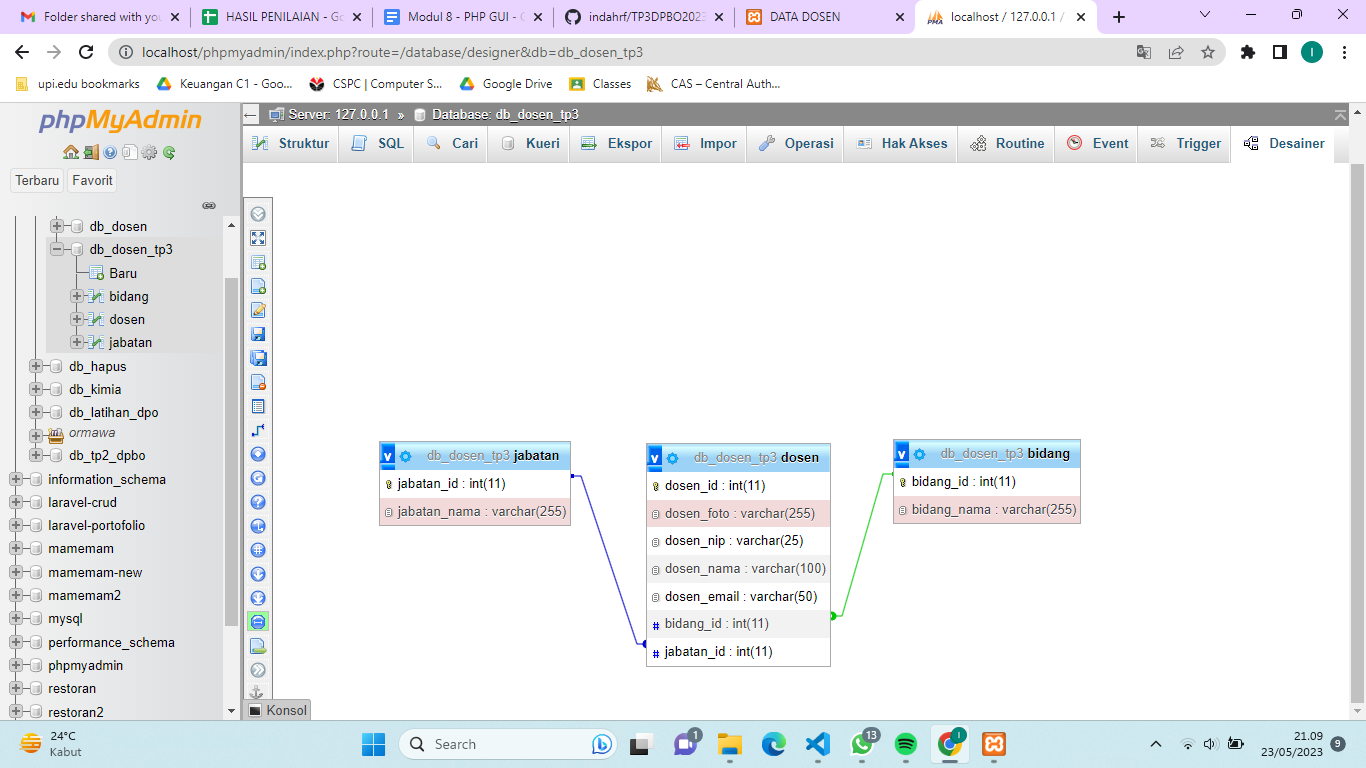 Folder shared with you
HASIL PENILAIAN - Go
Modul 8 - PHP GUI - G
indahrf/TP3DPBO2023
DATA DOSEN
PMA
localhost / 127.0.0.1 /
localhost/phpmyadmin/index.php?route=/database/designer&db=db_dosen_tp3
I
upi.edu bookmarks
Keuangan C1 - Goo...
CSPC | Computer S...
Google Drive
Classes
CAS – Central Auth...
phpMyAdmin
Terbaru
Favorit
db_dosen
db_dosen_tp3
Baru
bidang
dosen
jabatan
db_hapus
db_kimia
db_latihan_dpo
ormawa
db_tp2_dpbo
information_schema
laravel-crud
laravel-portofolio
mamemam
mamemam-new
mamemam2
mysql
performance_schema
phpmyadmin
restoran
restoran2
Server: 127.0.0.1 » Database: db_dosen_tp3
Struktur
SQL
Cari
Kueri
Ekspor
Impor
Operasi
Hak Akses
Routine
Event
Trigger
Desainer
v db_dosen_tp3 jabatan
jabatan_id : int(11)
jabatan_nama : varchar(255)
v db_dosen_tp3 dosen
dosen_id : int(11)
dosen_foto : varchar(255)
dosen_nip : varchar(25)
dosen_nama : varchar(100)
dosen_email : varchar(50)
# bidang_id : int(11)
# jabatan_id : int(11)
v db_dosen_tp3 bidang
bidang_id : int(11)
bidang_nama : varchar(255)
Konsol
24°C
Kabut
Search
1
13
I
21.09
23/05/2023
9